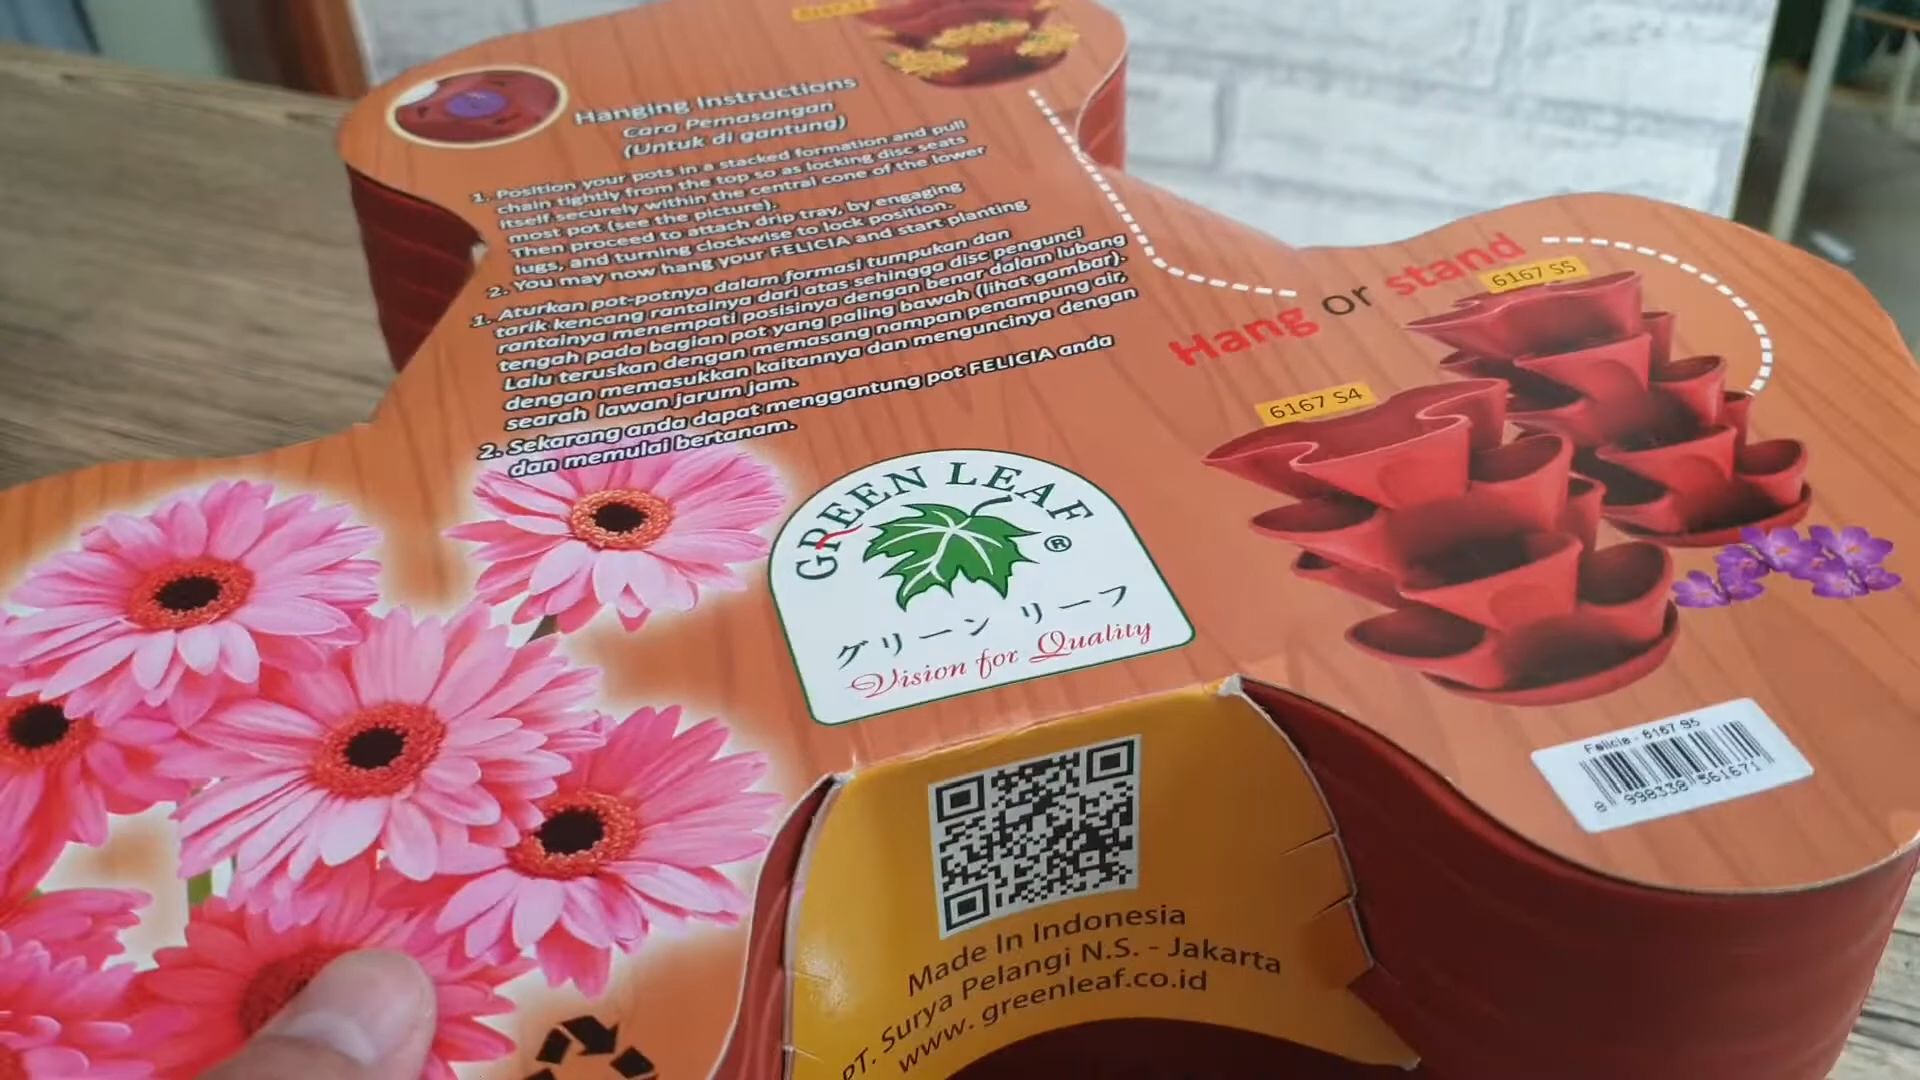 Hanging Instructions
Cara Pemasangan
(Untuk di gantung)
1. Position your pots in a stacked formation and pull
chain tightly from the top so as locking disc seats
itself securely within the central cone of the lower
most pot (see the picture).
Then proceed to attach drip tray, by engaging
lugs, and turning clockwise to lock position.
2. You may now hang your FELICIA and start planting
1. Aturkan pot-potnya dalam formasi tumpukan dan
tarik kencang rantainya dari atas sehingga disc pengunci
rantainya menempati posisinya dengan benar dalam lubang
tengah pada bagian pot yang paling bawah (lihat gambar).
Lalu teruskan dengan memasang nampan penampung air,
dengan memasukkan kaitannya dan menguncinya dengan
searah lawan jarum jam.
2. Sekarang anda dapat menggantung pot FELICIA anda
dan memulai bertanam.
Hang or stand
6167 S5
6167 S4
GREEN LEAF
®
グリーン リーフ
Vision for Quality
Felicia - 6167 S5
8 998338 561671
Made In Indonesia
PT. Surya Pelangi N.S. - Jakarta
www. greenleaf.co.id